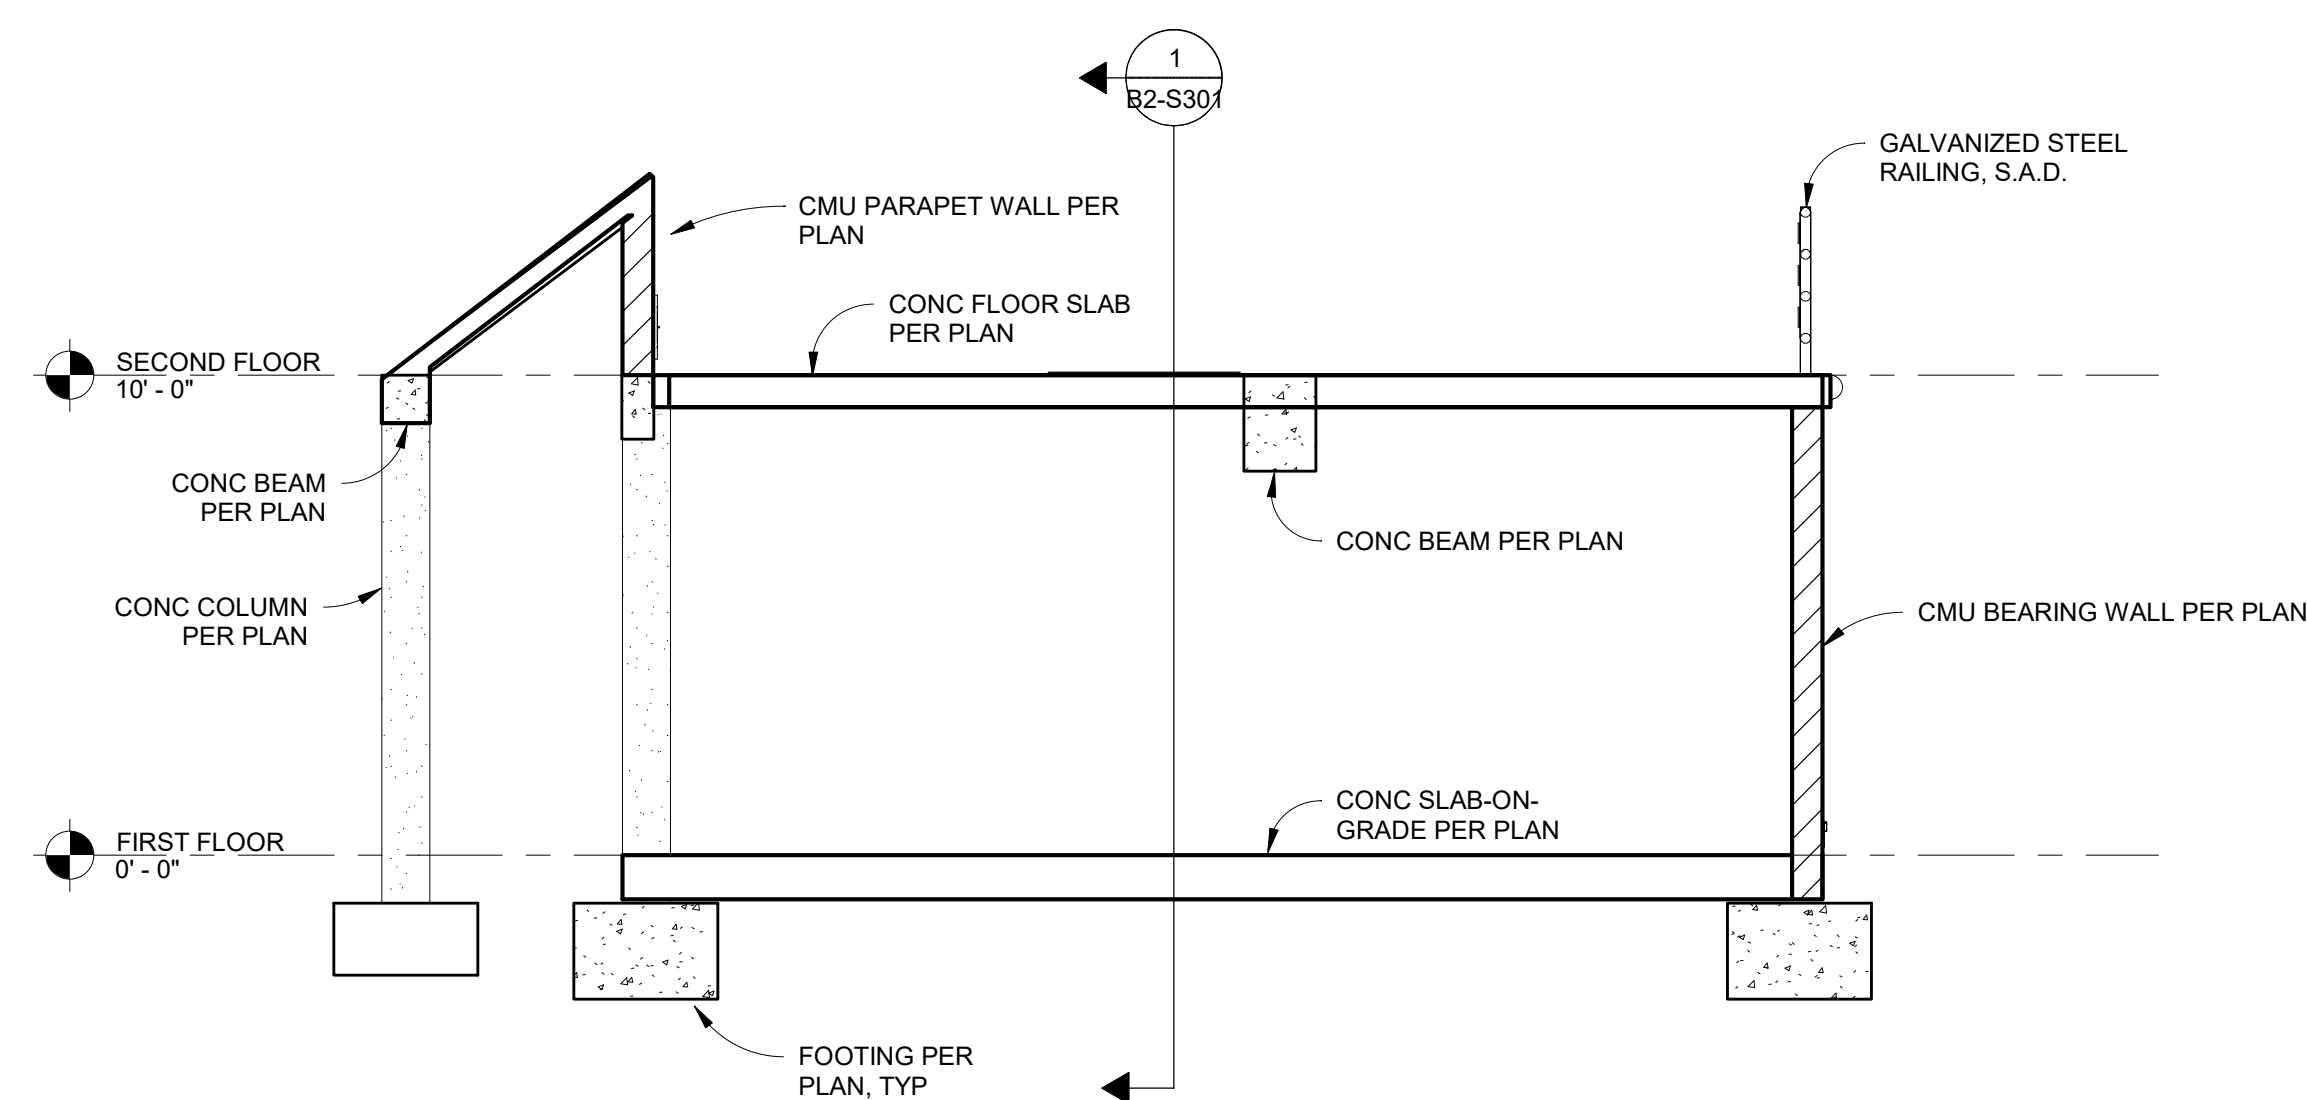 1
B2-S301
GALVANIZED STEEL
RAILING, S.A.D.
CMU PARAPET WALL PER
PLAN
CONC FLOOR SLAB
PER PLAN
SECOND FLOOR
10' - 0"
CONC BEAM
PER PLAN
CONC BEAM PER PLAN
CONC COLUMN
PER PLAN
CMU BEARING WALL PER PLAN
CONC SLAB-ON-
GRADE PER PLAN
FIRST FLOOR
0' - 0"
FOOTING PER
PLAN, TYP